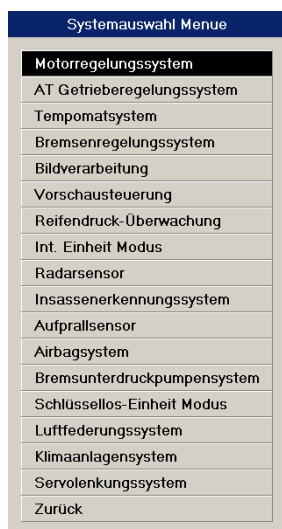 Systemauswahl Menue
Motorregelungssystem
AT Getrieberegelungssystem
Tempomatsystem
Bremsenregelungssystem
Bildverarbeitung
Vorschausteuerung
Reifendruck-Überwachung
Int. Einheit Modus
Radarsensor
Insassenerkennungssystem
Aufprallsensor
Airbagsystem
Bremsunterdruckpumpensystem
Schlüssellos-Einheit Modus
Luftfederungssystem
Klimaanlagensystem
Servolenkungssystem
Zurück